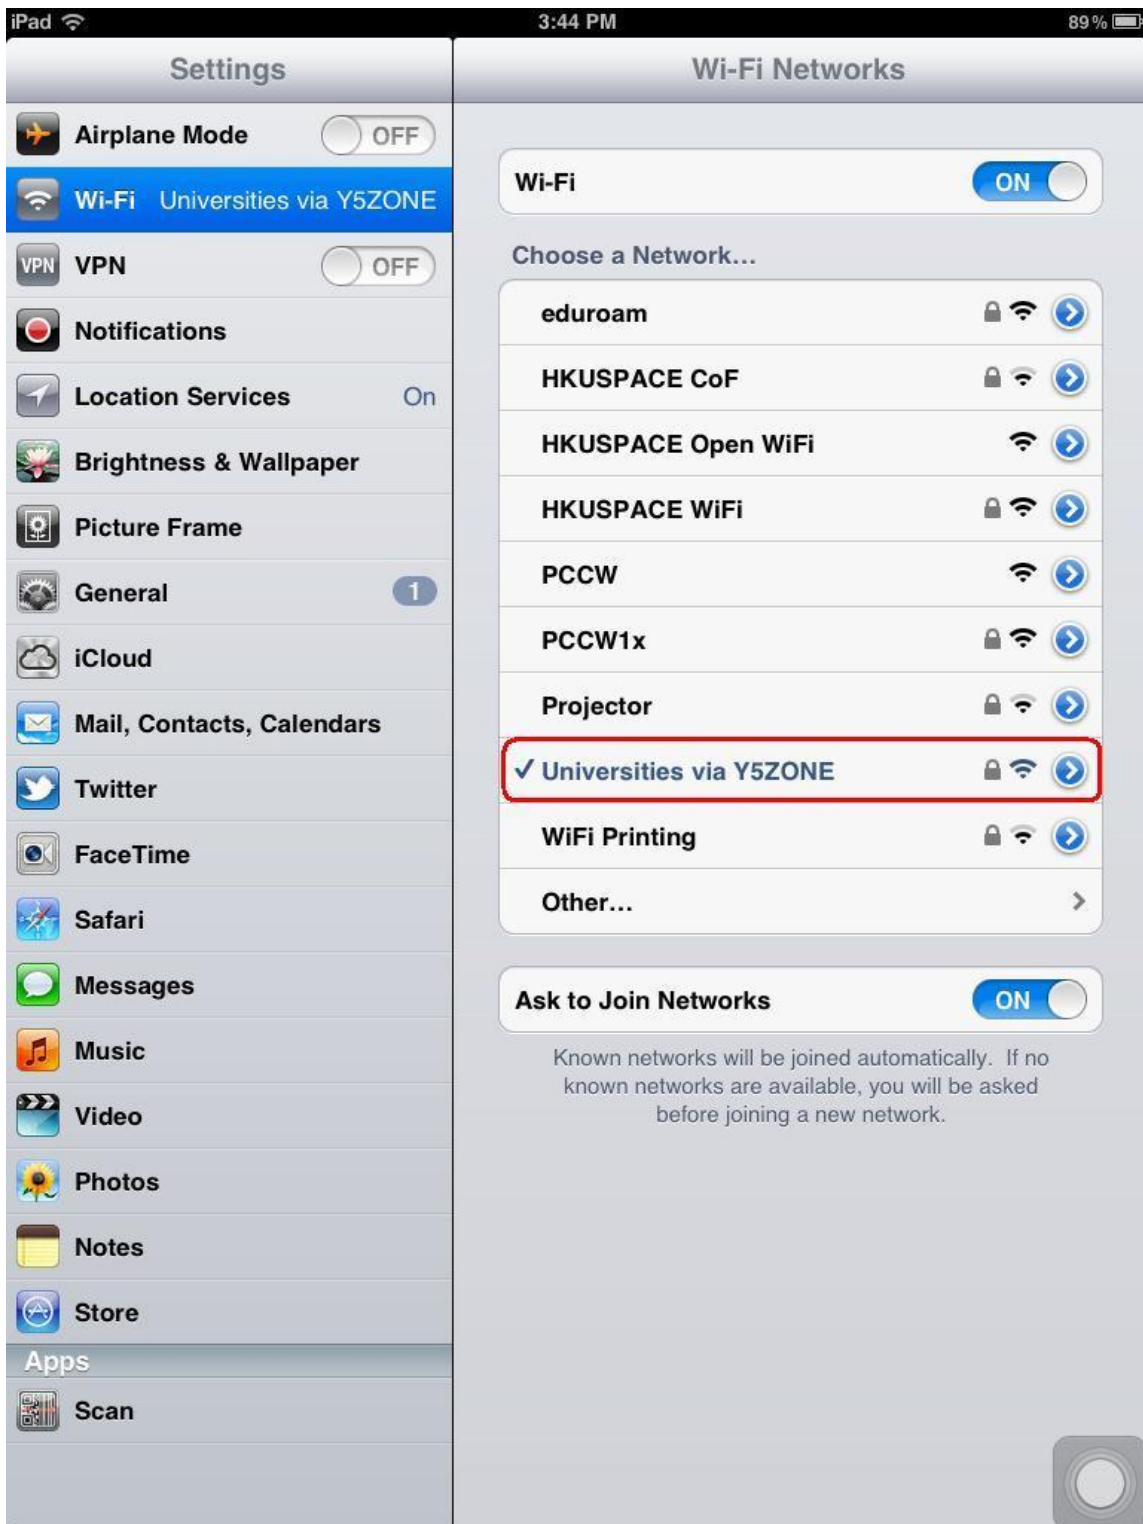 iPad 3:44 PM 89%
Settings
Airplane Mode OFF
Wi-Fi Universities via Y5ZONE
VPN VPN OFF
Notifications
Location Services On
Brightness & Wallpaper
Picture Frame
General 1
iCloud
Mail, Contacts, Calendars
Twitter
FaceTime
Safari
Messages
Music
Video
Photos
Notes
Store
Apps
Scan
Wi-Fi Networks
Wi-Fi ON
Choose a Network...
eduroam
HKUSPACE CoF
HKUSPACE Open WiFi
HKUSPACE WiFi
PCCW
PCCW1x
Projector
✓ Universities via Y5ZONE
WiFi Printing
Other...
Ask to Join Networks ON
Known networks will be joined automatically. If no
known networks are available, you will be asked
before joining a new network.